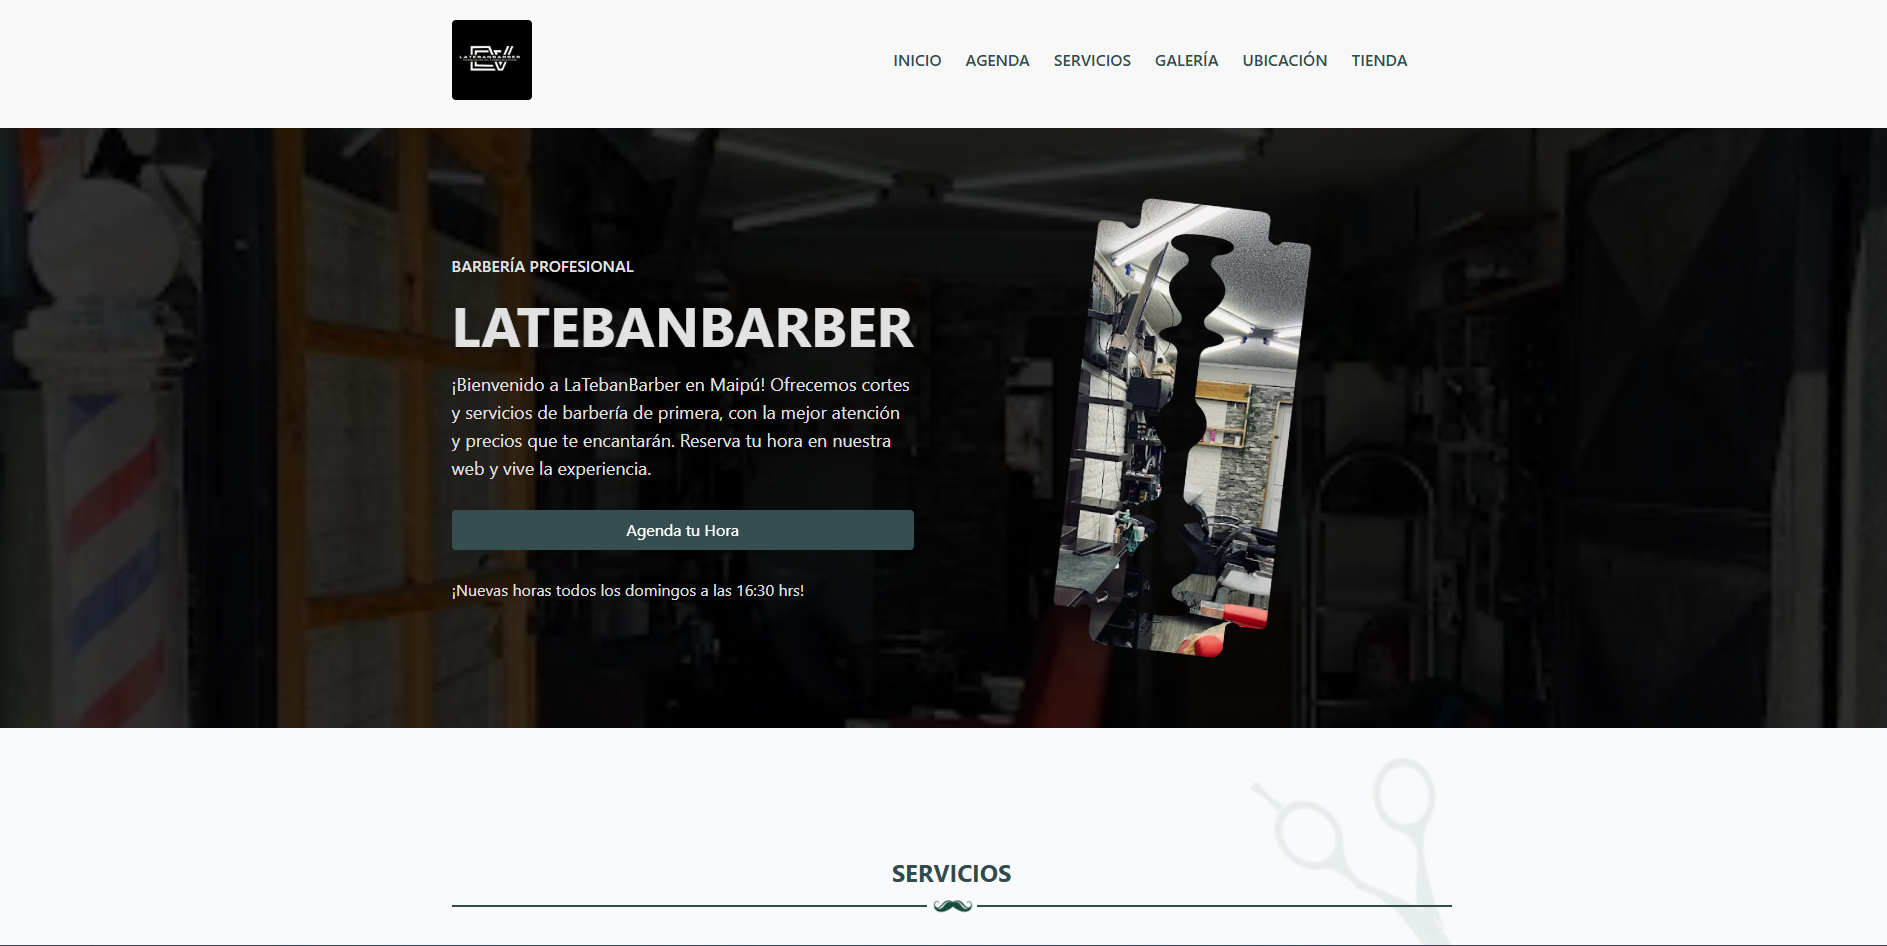 LATEBANBARBER
INICIO AGENDA SERVICIOS GALERÍA UBICACIÓN TIENDA
BARBERÍA PROFESIONAL
LATEBANBARBER
¡Bienvenido a LaTebanBarber en Maipú! Ofrecemos cortes
y servicios de barbería de primera, con la mejor atención
y precios que te encantarán. Reserva tu hora en nuestra
web y vive la experiencia.
Agenda tu Hora
¡Nuevas horas todos los domingos a las 16:30 hrs!
SERVICIOS